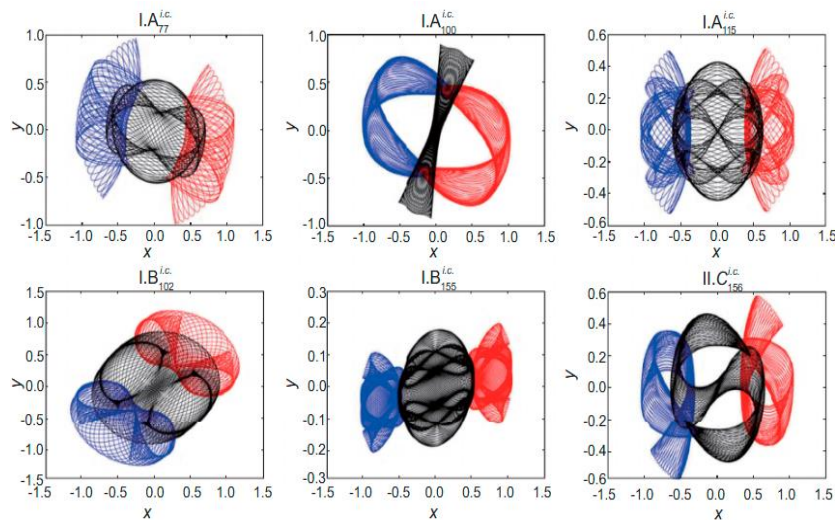 I.A₇₇^{i.c.} I.A₁₀₀^{i.c.} I.A₁₁₅^{i.c.}
1.0 1.0 0.6
0.5 0.5 0.4
0.2
y 0.0 y 0.0 y 0.0
-0.2
-0.5 -0.5 -0.4
-1.0 -1.0 -0.6
-1.5 -1.0 -0.5 0.0 0.5 1.0 1.5 -1.5 -1.0 -0.5 0.0 0.5 1.0 1.5 -1.5 -1.0 -0.5 0.0 0.5 1.0 1.5
x x x
I.B₁₀₂^{i.c.} I.B₁₅₅^{i.c.} II.C₁₅₆^{i.c.}
1.5 0.3 0.6
1.0 0.2 0.4
0.5 0.1 0.2
y 0.0 y 0.0 y 0.0
-0.5 -0.1 -0.2
-1.0 -0.2 -0.4
-1.5 -0.3 -0.6
-1.5 -1.0 -0.5 0.0 0.5 1.0 1.5 -1.5 -1.0 -0.5 0.0 0.5 1.0 1.5 -1.5 -1.0 -0.5 0.0 0.5 1.0 1.5
x x x